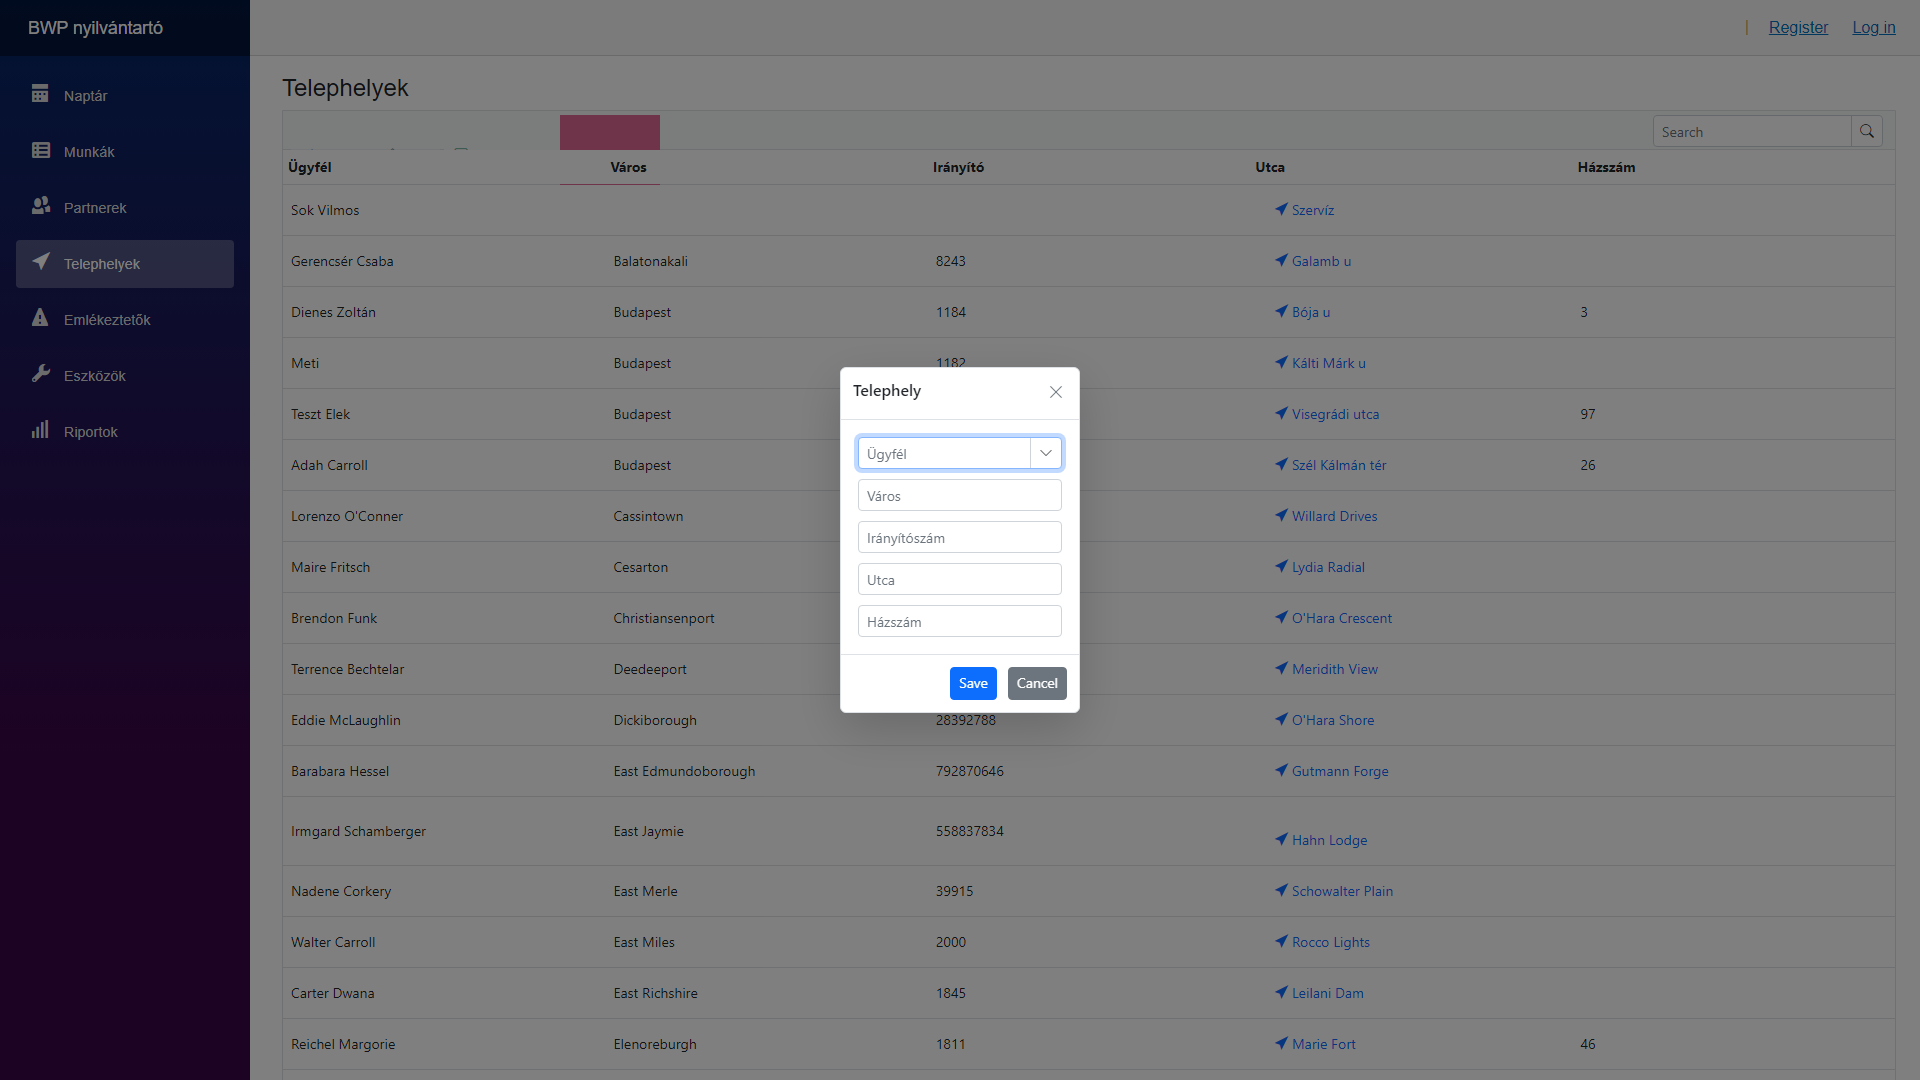 BWP nyilvántartó
Register Log in
Naptár
Munkák
Partnerek
Telephelyek
Emlékeztetők
Eszközök
Riportok
Telephelyek
Search
Ügyfél Város Irányító Utca Házszám
Sok Vilmos Szervíz
Gerencsér Csaba Balatonakali 8243 Galamb u
Dienes Zoltán Budapest 1184 Bója u 3
Meti Budapest 1182 Kálti Márk u
Teszt Elek Budapest Visegrádi utca 97
Adah Carroll Budapest Szél Kálmán tér 26
Lorenzo O'Conner Cassintown Willard Drives
Maire Fritsch Cesarton Lydia Radial
Brendon Funk Christiansenport O'Hara Crescent
Terrence Bechtelar Deedeeport Meridith View
Eddie McLaughlin Dickiborough 28392788 O'Hara Shore
Barabara Hessel East Edmundoborough 792870646 Gutmann Forge
Irmgard Schamberger East Jaymie 558837834 Hahn Lodge
Nadene Corkery East Merle 39915 Schowalter Plain
Walter Carroll East Miles 2000 Rocco Lights
Carter Dwana East Richshire 1845 Leilani Dam
Reichel Margorie Elenoreburgh 1811 Marie Fort 46
Telephely
Ügyfél
Város
Irányítószám
Utca
Házszám
Save Cancel